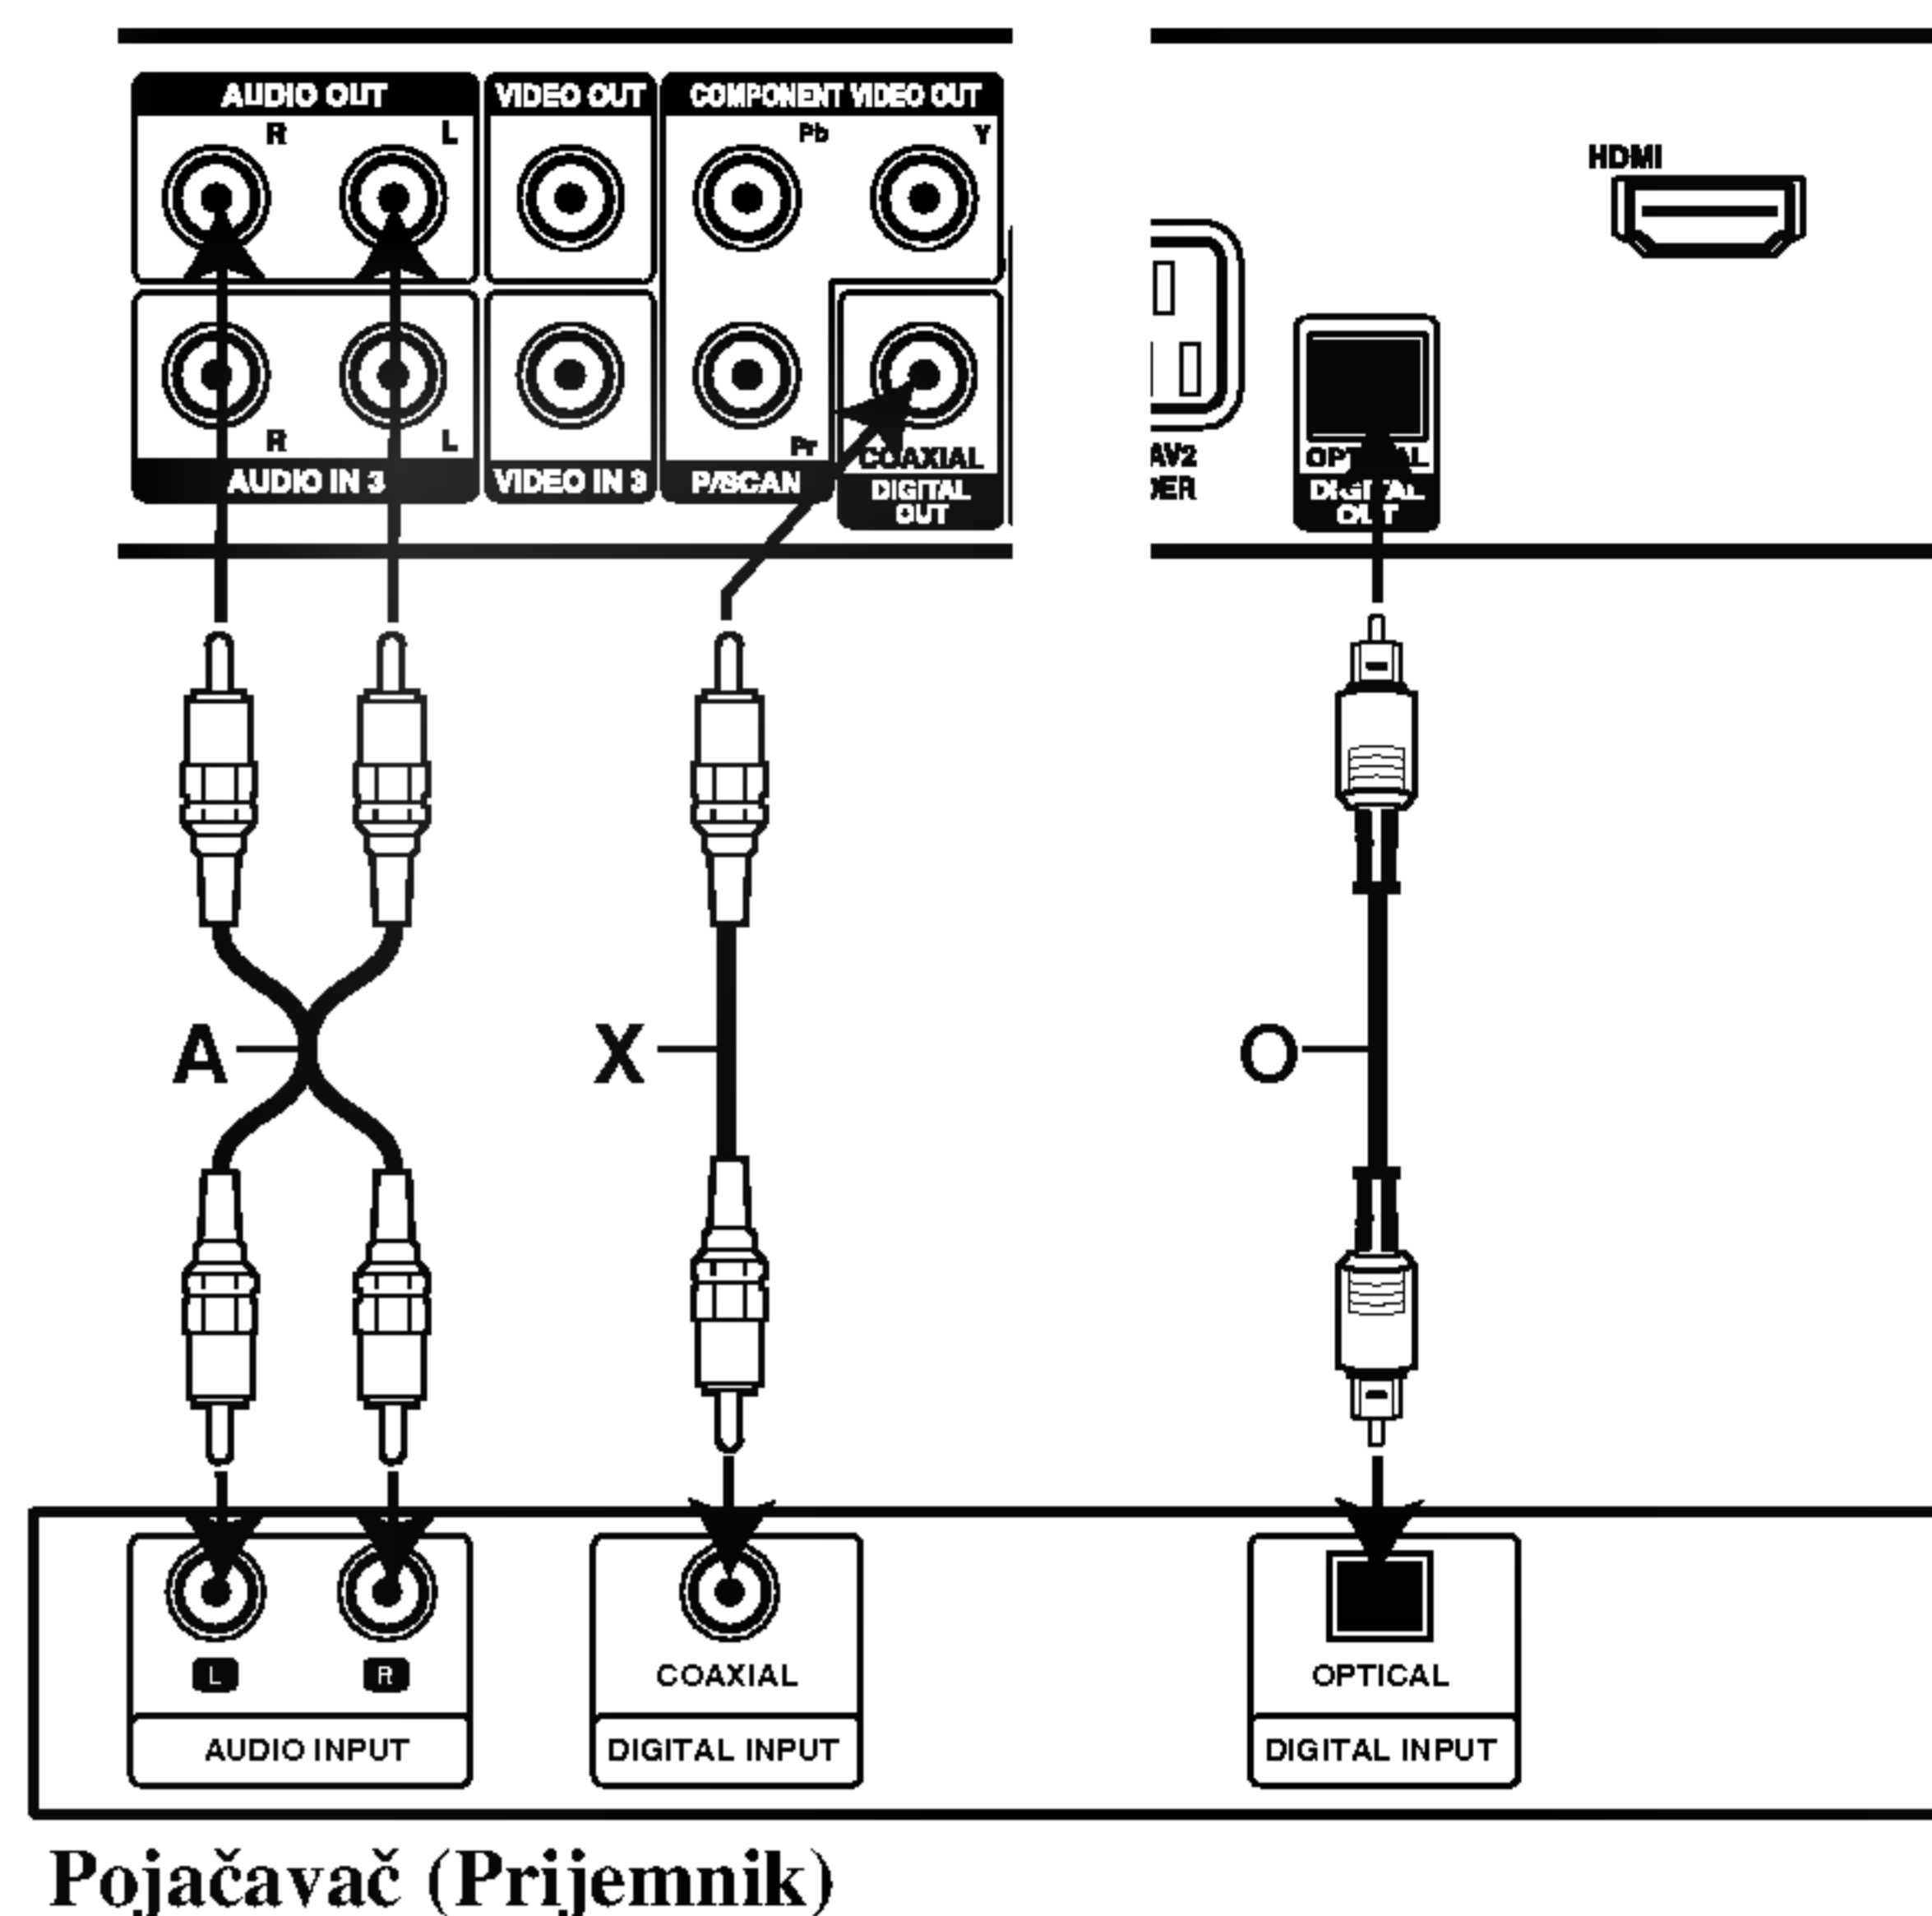 AUDIO OUT
VIDEO OUT
COMPONENT VIDEO OUT
R
L
Pb
Y
HDMI
R
L
Pr
COAXIAL
AUDIO IN 3
VIDEO IN 3
P/SCAN
DIGITAL
OUT
AV2
DIGITAL
OUT
A
X
O
L
R
COAXIAL
OPTICAL
AUDIO INPUT
DIGITAL INPUT
DIGITAL INPUT
Pojačavač (Prijemnik)